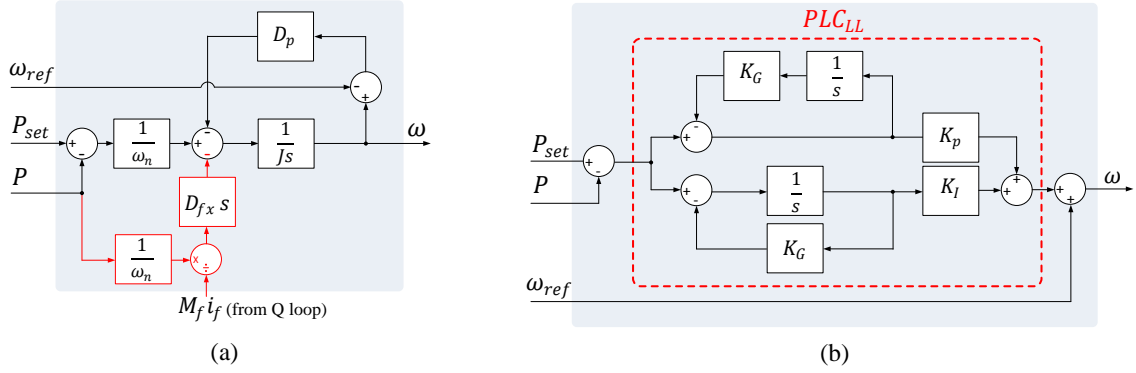 D_p
ω_ref
-
+
-
P_set
+
-
1/ω_n
+
-
1/Js
ω
P
D_fx s
1/ω_n
x
÷
M_f i_f (from Q loop)
(a)
PLC_LL
K_G
1/s
-
+
K_p
P_set
+
-
P
+
-
1/s
K_I
+
+
+
+
ω
K_G
ω_ref
(b)